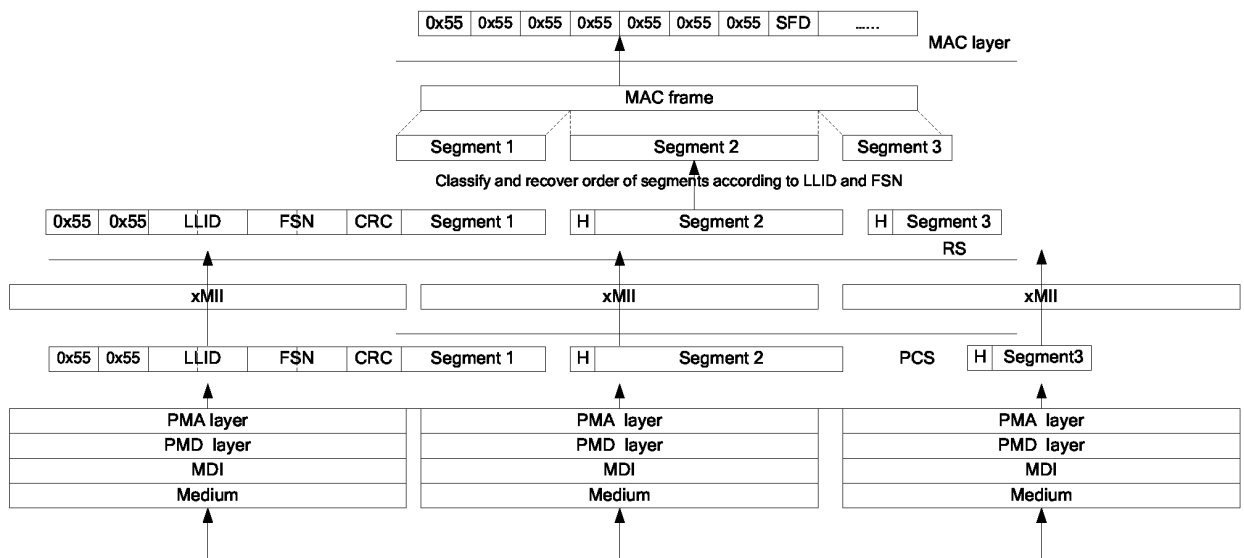 0x55 0x55 0x55 0x55 0x55 0x55 0x55 SFD ......
MAC layer
MAC frame
Segment 1 Segment 2 Segment 3
Classify and recover order of segments according to LLID and FSN
0x55 0x55 LLID FSN CRC Segment 1 H Segment 2 H Segment 3
RS
xMII xMII xMII
0x55 0x55 LLID FSN CRC Segment 1 H Segment 2 PCS H Segment3
PMA layer PMA layer PMA layer
PMD layer PMD layer PMD layer
MDI MDI MDI
Medium Medium Medium